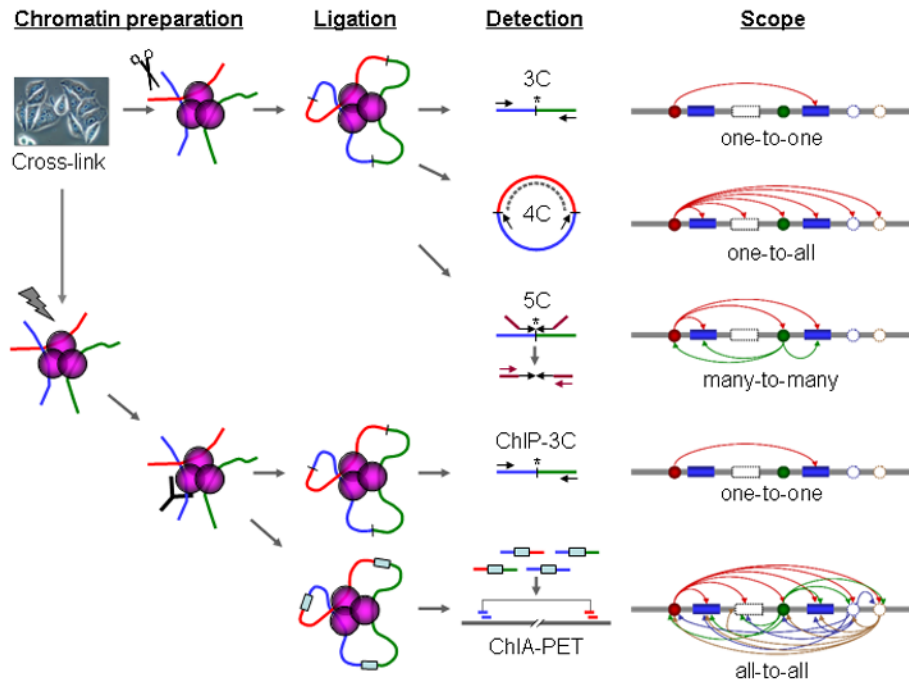 Chromatin preparation
Ligation
Detection
Scope
Cross-link
3C
*
one-to-one
4C
one-to-all
5C
*
many-to-many
ChIP-3C
*
one-to-one
ChIA-PET
all-to-all